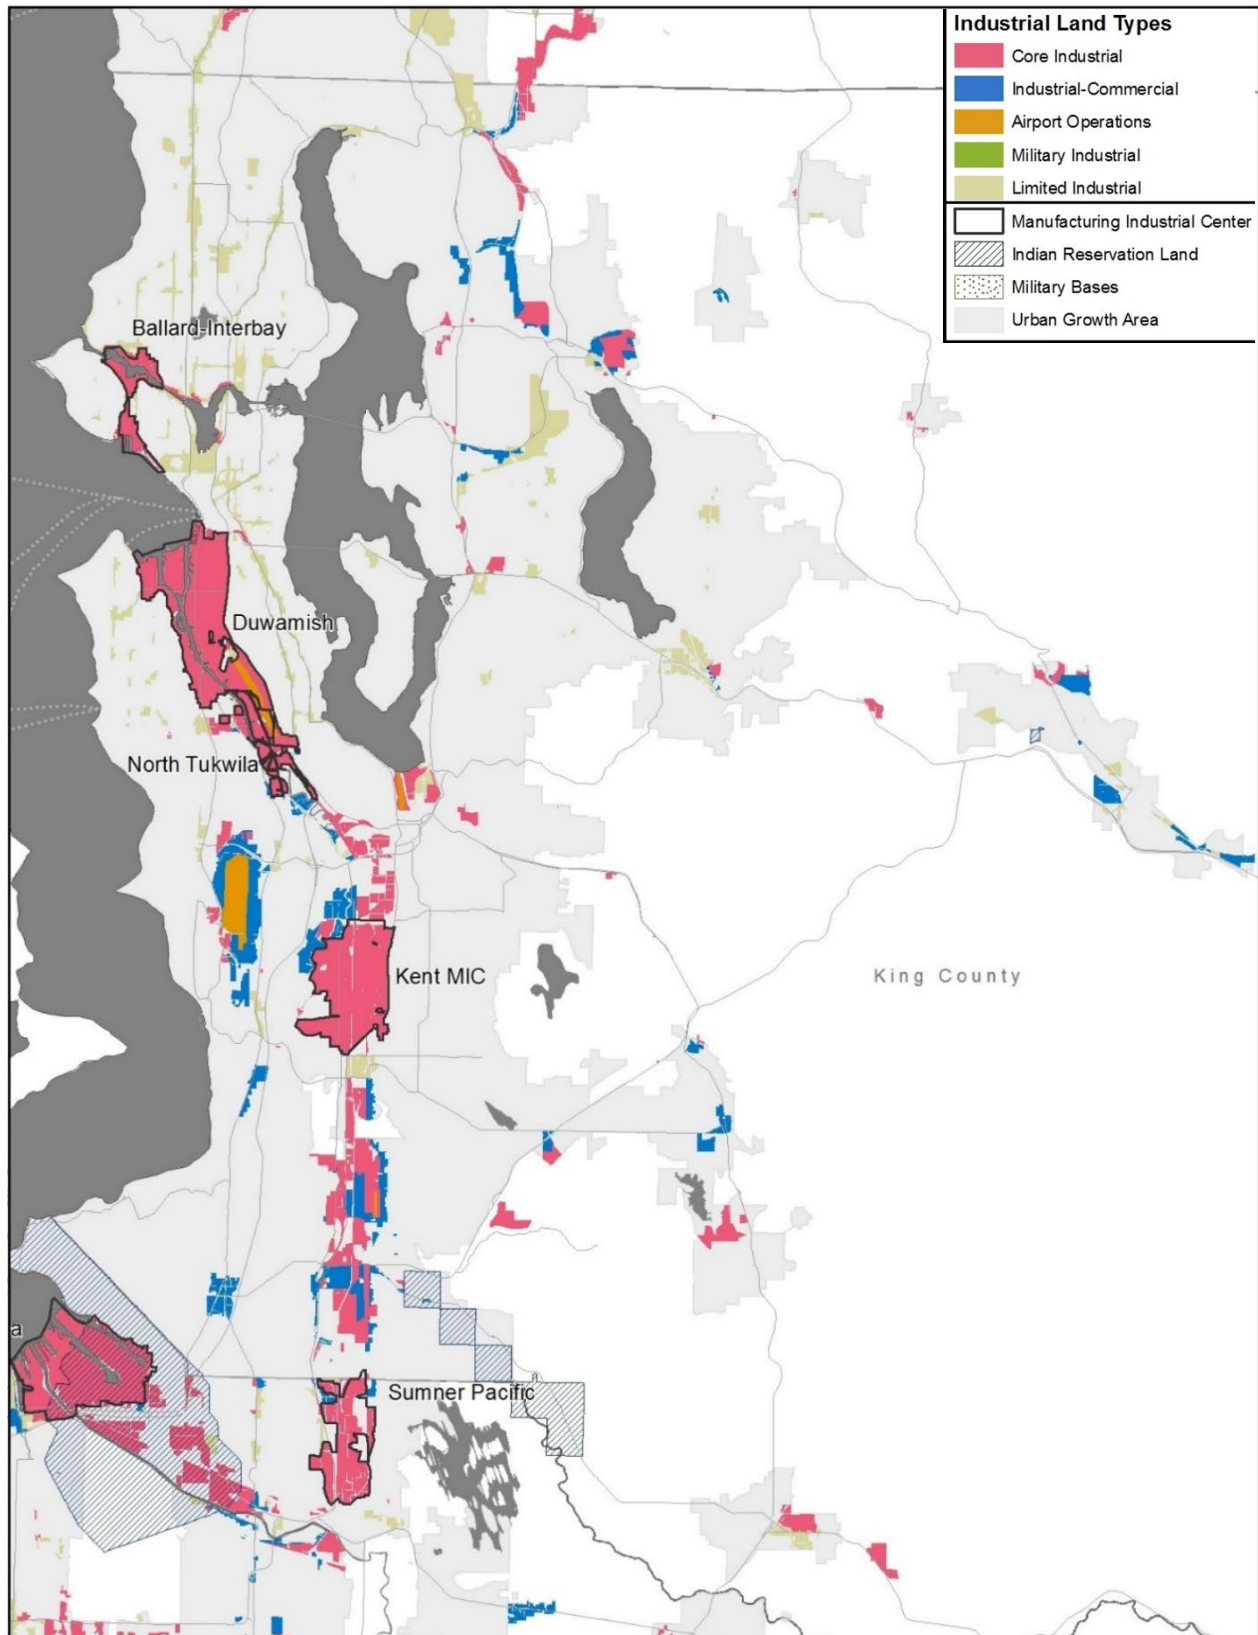 Industrial Land Types
Core Industrial
Industrial-Commercial
Airport Operations
Military Industrial
Limited Industrial
Manufacturing Industrial Center
Indian Reservation Land
Military Bases
Urban Growth Area
Ballard-Interbay
Duwamish
North Tukwila
Kent MIC
King County
a
Sumner Pacific